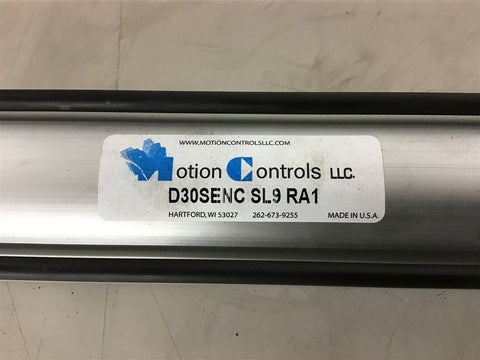 WWW.MOTIONCONTROLSLLC.COM
Motion Controls LLC.
D30SENC SL9 RA1
HARTFORD, WI 53027 262-673-9255 MADE IN U.S.A.